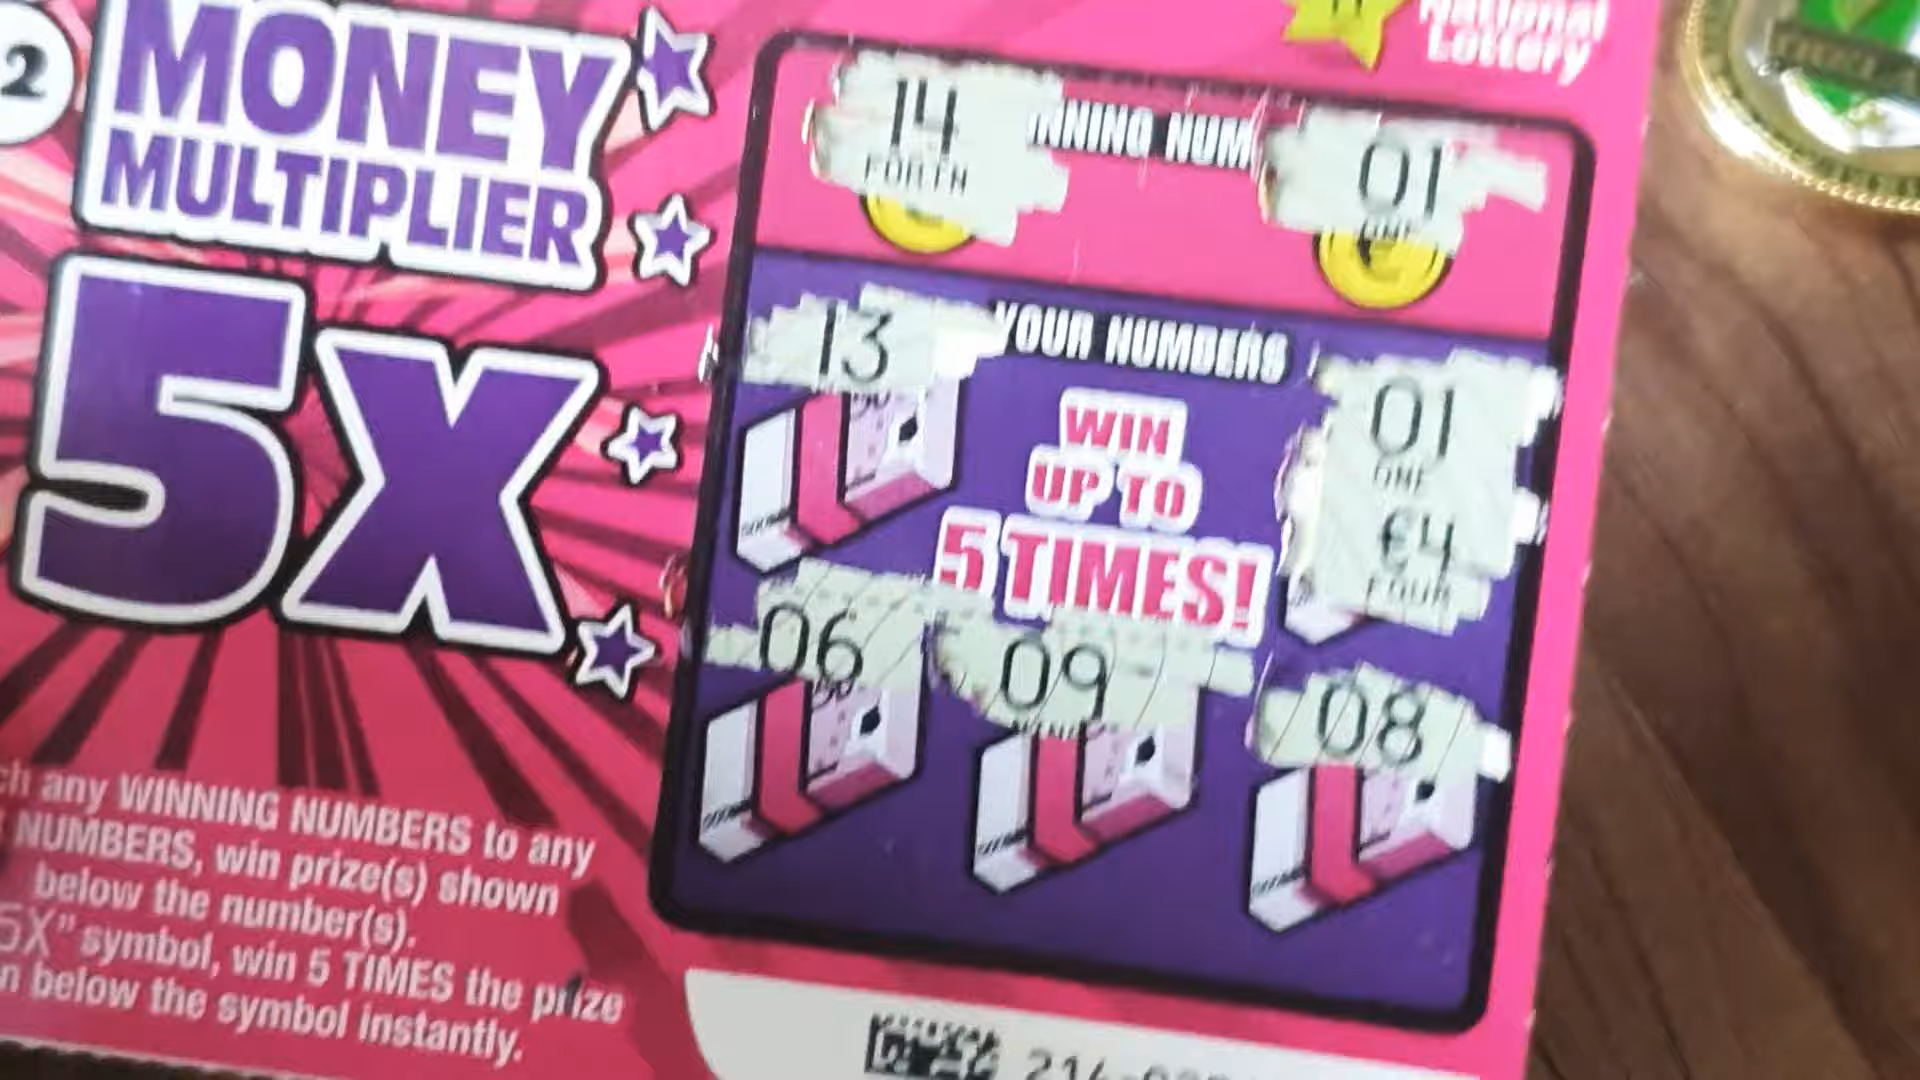 2
MONEY
MULTIPLIER
5X
National
Lottery
14
NNING NUM
01
ONE
13
YOUR NUMBERS
01
ONE
€4
FOUR
WIN
UP TO
5 TIMES!
06
09
08
any WINNING NUMBERS to any
NUMBERS, win prize(s) shown
below the number(s).
5X" symbol, win 5 TIMES the prize
below the symbol instantly.